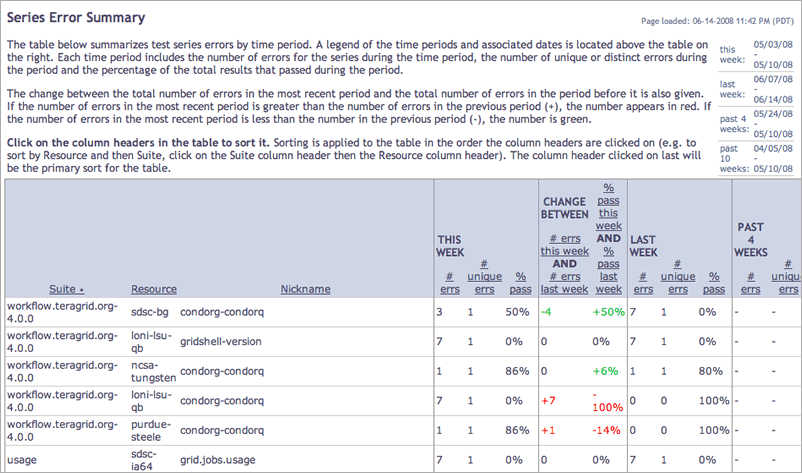 Series Error Summary
Page loaded: 06-14-2008 11:42 PM (PDT)
The table below summarizes test series errors by time period. A legend of the time periods and associated dates is located above the table on
the right. Each time period includes the number of errors for the series during the time period, the number of unique or distinct errors during
the period and the percentage of the total results that passed during the period.
The change between the total number of errors in the most recent period and the total number of errors in the period before it is also given.
If the number of errors in the most recent period is greater than the number of errors in the previous period (+), the number appears in red. If
the number of errors in the most recent period is less than the number in the previous period (-), the number is green.
Click on the column headers in the table to sort it. Sorting is applied to the table in the order the column headers are clicked on (e.g. to
sort by Resource and then Suite, click on the Suite column header then the Resource column header). The column header clicked on last will
be the primary sort for the table.
this week: 05/03/08 - 05/10/08
last week: 06/07/08 - 06/14/08
past 4 weeks: 05/24/08 - 05/10/08
past 10 weeks: 04/05/08 - 05/10/08
THIS WEEK
CHANGE BETWEEN # errs this week AND # errs last week
% pass this week AND % pass last week
LAST WEEK
PAST 4 WEEKS
Suite Resource Nickname # errs # unique errs % pass # errs # unique errs % pass # errs # unique errs
workflow.teragrid.org-4.0.0 sdsc-bg condorg-condorq 3 1 50% -4 +50% 7 1 0% - -
workflow.teragrid.org-4.0.0 loni-lsu-qb gridshell-version 7 1 0% 0 0% 7 1 0% - -
workflow.teragrid.org-4.0.0 ncsa-tungsten condorg-condorq 1 1 86% 0 +6% 1 1 80% - -
workflow.teragrid.org-4.0.0 loni-lsu-qb condorg-condorq 7 1 0% +7 -100% 0 0 100% - -
workflow.teragrid.org-4.0.0 purdue-steele condorg-condorq 1 1 86% +1 -14% 0 0 100% - -
usage sdsc-ia64 grid.jobs.usage 7 1 0% 0 0% 7 1 0% - -